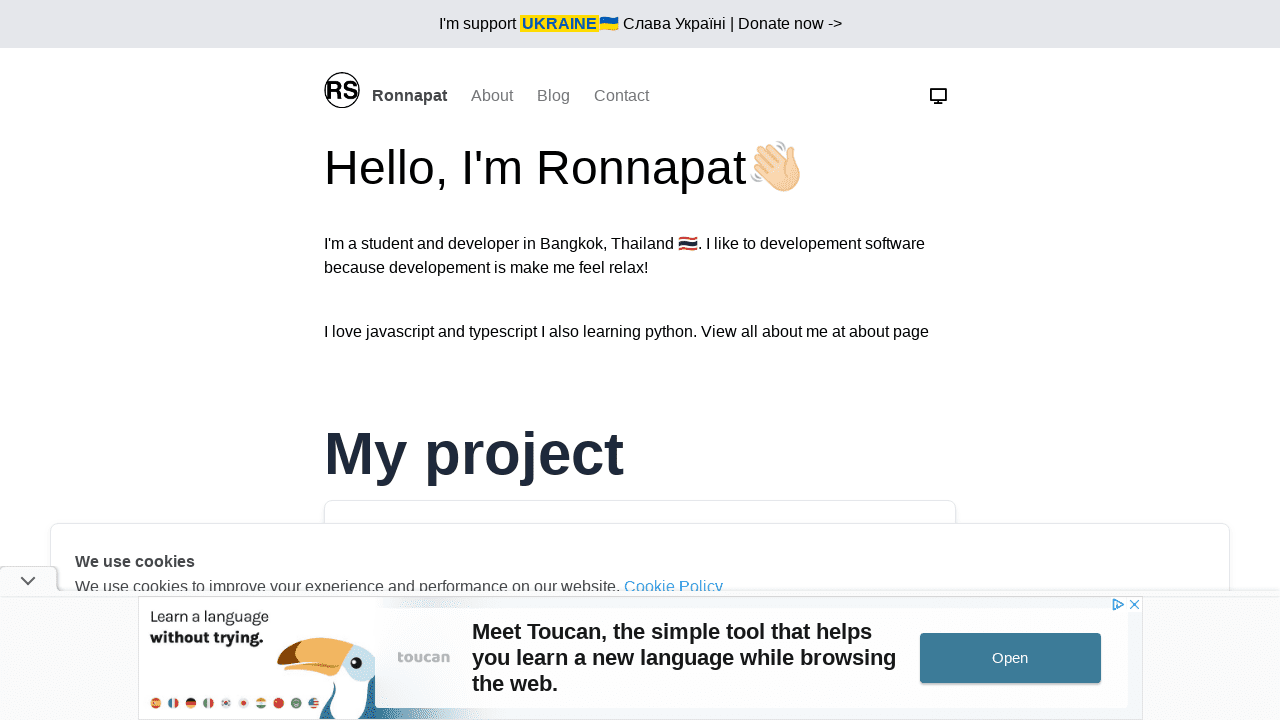 I'm support UKRAINE🇺🇦 Слава Україні | Donate now ->
RS Ronnapat About Blog Contact
Hello, I'm Ronnapat👋🏻
I'm a student and developer in Bangkok, Thailand 🇹🇭. I like to developement software
because developement is make me feel relax!
I love javascript and typescript I also learning python. View all about me at about page
My project
We use cookies
We use cookies to improve your experience and performance on our website. Cookie Policy
Learn a language
without trying.
toucan
Meet Toucan, the simple tool that helps
you learn a new language while browsing
the web.
Open